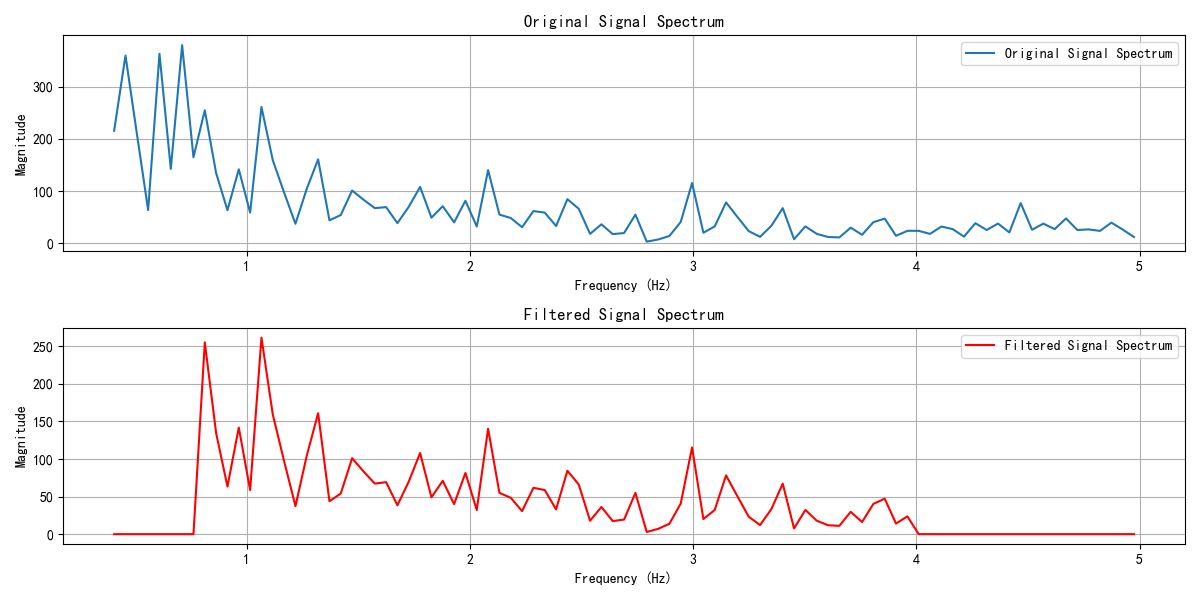 Original Signal Spectrum
Original Signal Spectrum
Magnitude
300
200
100
0
1 2 3 4 5
Frequency (Hz)
Filtered Signal Spectrum
Filtered Signal Spectrum
Magnitude
250
200
150
100
50
0
1 2 3 4 5
Frequency (Hz)